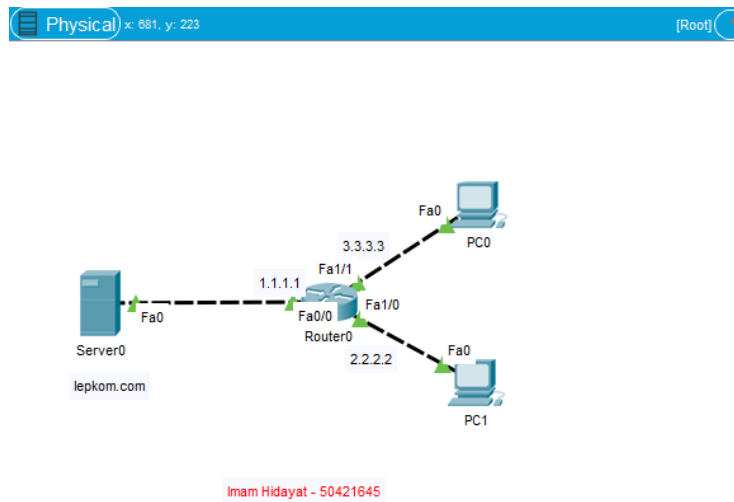 Physical x: 681, y: 223 [Root]
Fa0
PC0
3.3.3.3
Fa1/1
1.1.1.1
Fa0
Fa0/0
Fa1/0
Router0
Server0
2.2.2.2
Fa0
lepkom.com
PC1
Imam Hidayat - 50421645